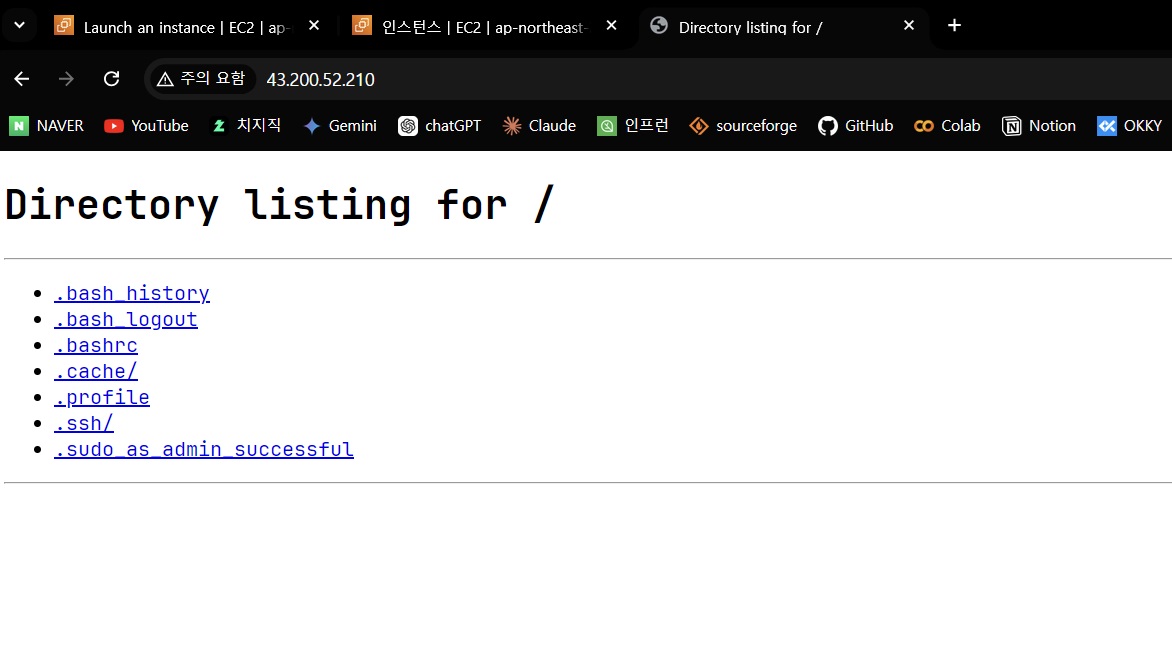 Launch an instance | EC2 | ap-
인스턴스 | EC2 | ap-northeast-
Directory listing for /
주의 요함 43.200.52.210
NAVER YouTube 치지직 Gemini chatGPT Claude 인프런 sourceforge GitHub Colab Notion OKKY
Directory listing for /
.bash_history
.bash_logout
.bashrc
.cache/
.profile
.ssh/
.sudo_as_admin_successful